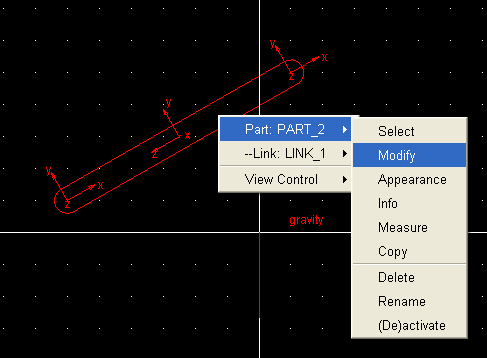 y
x
z
y
x
z
y
x
z
Part: PART_2
--Link: LINK_1
View Control
Select
Modify
Appearance
Info
Measure
Copy
Delete
Rename
(De)activate
gravity